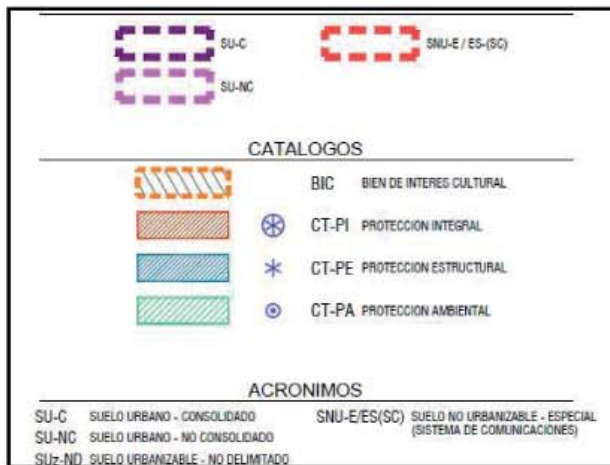 SU-C SNU-E / ES-(SC)
SU-NC
CATALOGOS
BIC BIEN DE INTERES CULTURAL
CT-PI PROTECCION INTEGRAL
CT-PE PROTECCION ESTRUCTURAL
CT-PA PROTECCION AMBIENTAL
ACRONIMOS
SU-C SUELO URBANO - CONSOLIDADO SNU-E/ES(SC) SUELO NO URBANIZABLE - ESPECIAL
(SISTEMA DE COMUNICACIONES)
SU-NC SUELO URBANO - NO CONSOLIDADO
SUz-ND SUELO URBANIZABLE - NO DELIMITADO